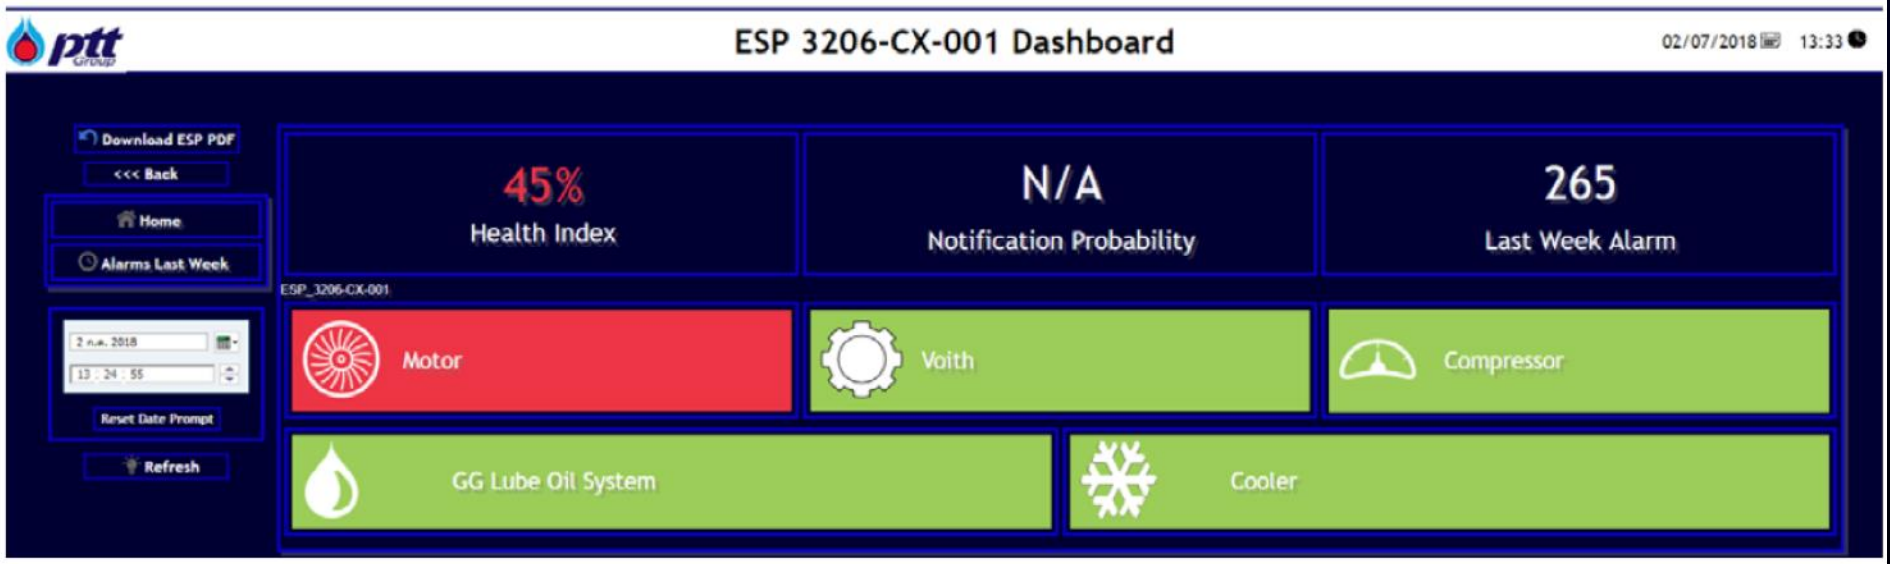 ptt
Group
ESP 3206-CX-001 Dashboard
02/07/2018 13:33
Download ESP PDF
<<< Back
Home
Alarms Last Week
2 ก.ค. 2018
13 : 24 : 55
Reset Date Prompt
Refresh
45%
Health Index
N/A
Notification Probability
265
Last Week Alarm
ESP_3206-CX-001
Motor
Voith
Compressor
GG Lube Oil System
Cooler